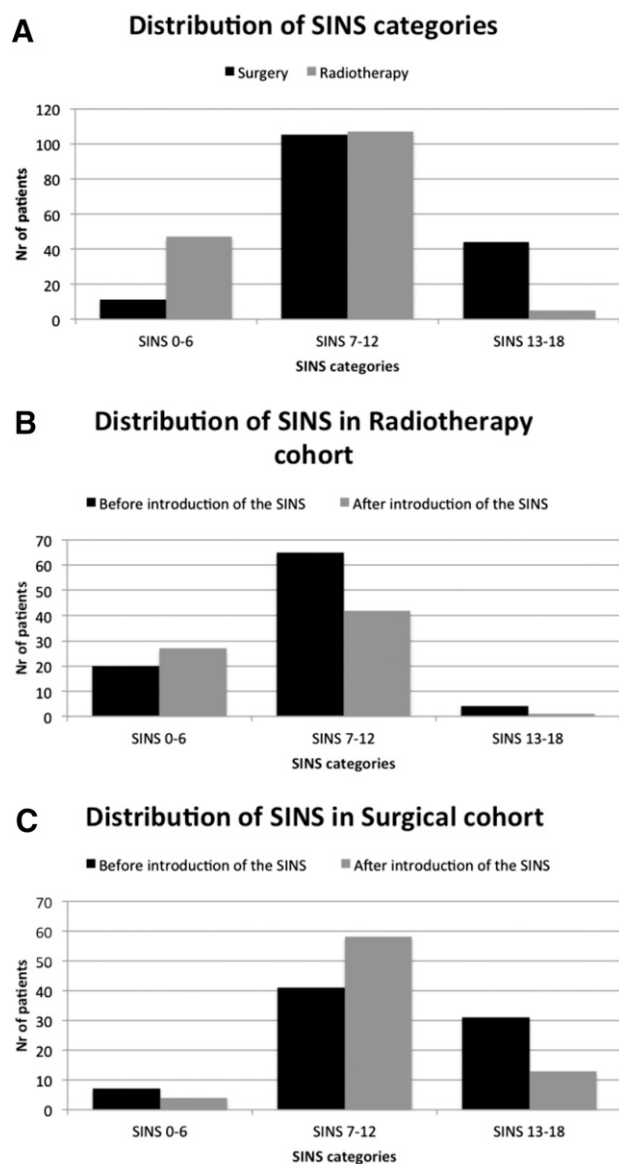 A
Distribution of SINS categories
Surgery Radiotherapy
120
100
80
60
40
20
0
Nr of patients
SINS 0-6 SINS 7-12 SINS 13-18
SINS categories
B
Distribution of SINS in Radiotherapy
cohort
Before introduction of the SINS After introduction of the SINS
70
60
50
40
30
20
10
0
Nr of patients
SINS 0-6 SINS 7-12 SINS 13-18
SINS categories
C
Distribution of SINS in Surgical cohort
Before introduction of the SINS After introduction of the SINS
70
60
50
40
30
20
10
0
Nr of patients
SINS 0-6 SINS 7-12 SINS 13-18
SINS categories